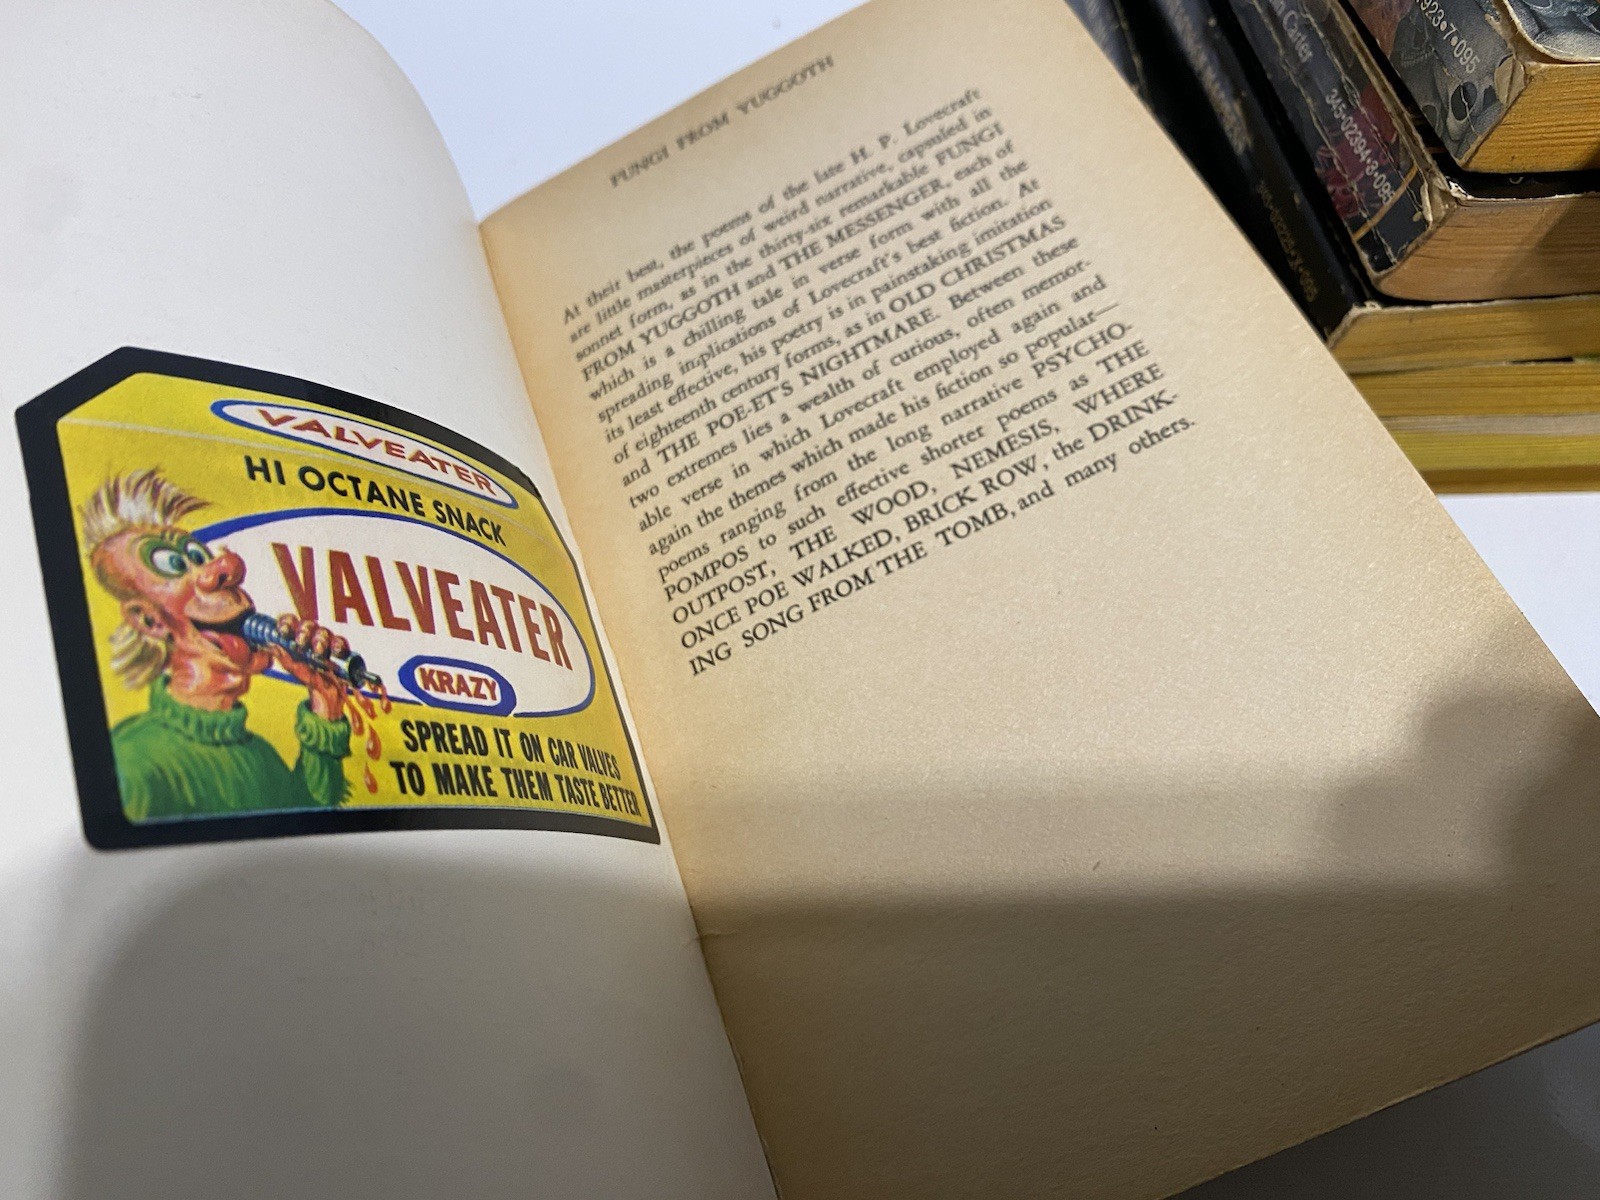 VALVEATER
HI OCTANE SNACK
VALVEATER
KRAZY
SPREAD IT ON CAR VALVES
TO MAKE THEM TASTE BETTER
FUNGI FROM YUGGOTH
At their best, the poems of the late H. P. Lovecraft
are little masterpieces of weird narrative, capsuled in
sonnet form, as in the thirty-six remarkable FUNGI
FROM YUGGOTH and THE MESSENGER, each of
which is a chilling tale in verse form with all the
spreading implications of Lovecraft's best fiction. At
its least effective, his poetry is in painstaking imitation
of eighteenth century forms, as in OLD CHRISTMAS
and THE POE-ET'S NIGHTMARE. Between these
two extremes lies a wealth of curious, often memor-
able verse in which Lovecraft employed again and
again the themes which made his fiction so popular—
poems ranging from the long narrative PSYCHO-
POMPOS to such effective shorter poems as THE
OUTPOST, THE WOOD, NEMESIS, WHERE
ONCE POE WALKED, BRICK ROW, the DRINK-
ING SONG FROM THE TOMB, and many others.
Carter
345-02394-3-095
923•7•095